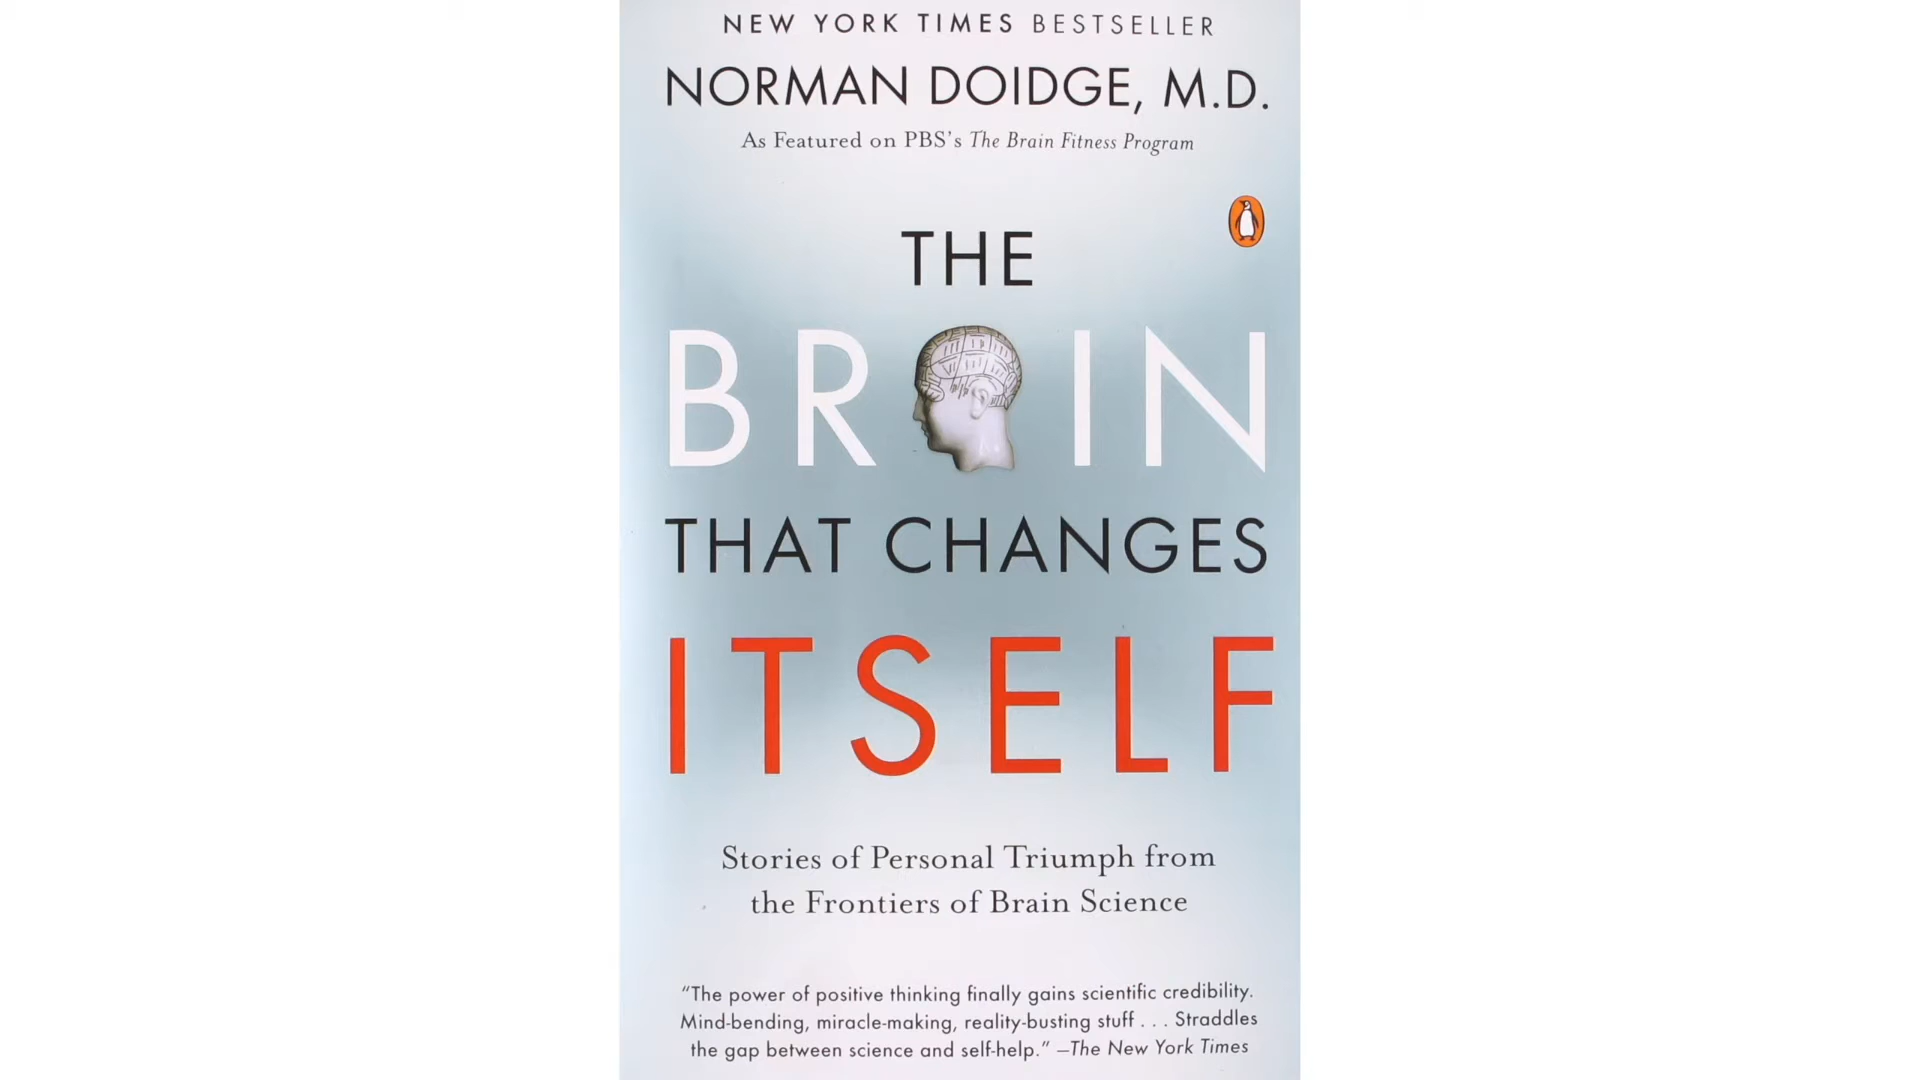 NEW YORK TIMES BESTSELLER
NORMAN DOIDGE, M.D.
As Featured on PBS's The Brain Fitness Program
THE
BR IN
THAT CHANGES
ITSELF
Stories of Personal Triumph from
the Frontiers of Brain Science
"The power of positive thinking finally gains scientific credibility.
Mind-bending, miracle-making, reality-busting stuff . . . Straddles
the gap between science and self-help." –The New York Times